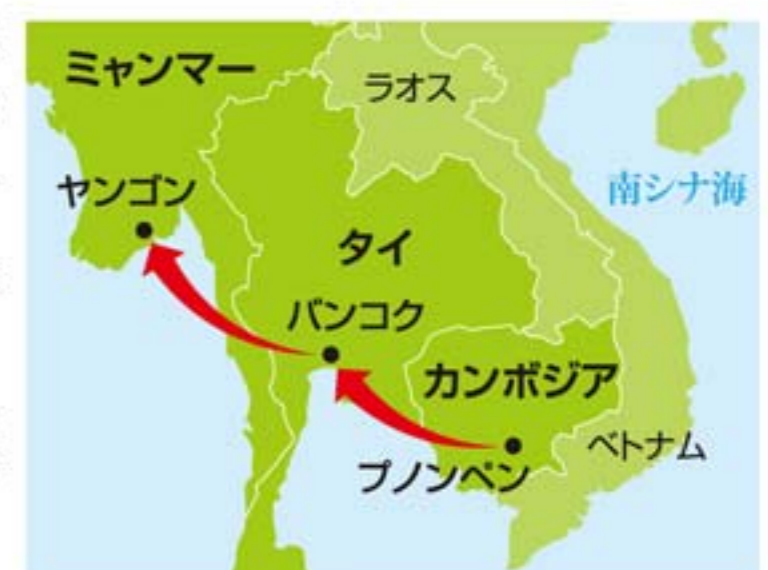 ミャンマー
ラオス
ヤンゴン
南シナ海
タイ
バンコク
カンボジア
ベトナム
プノンペン